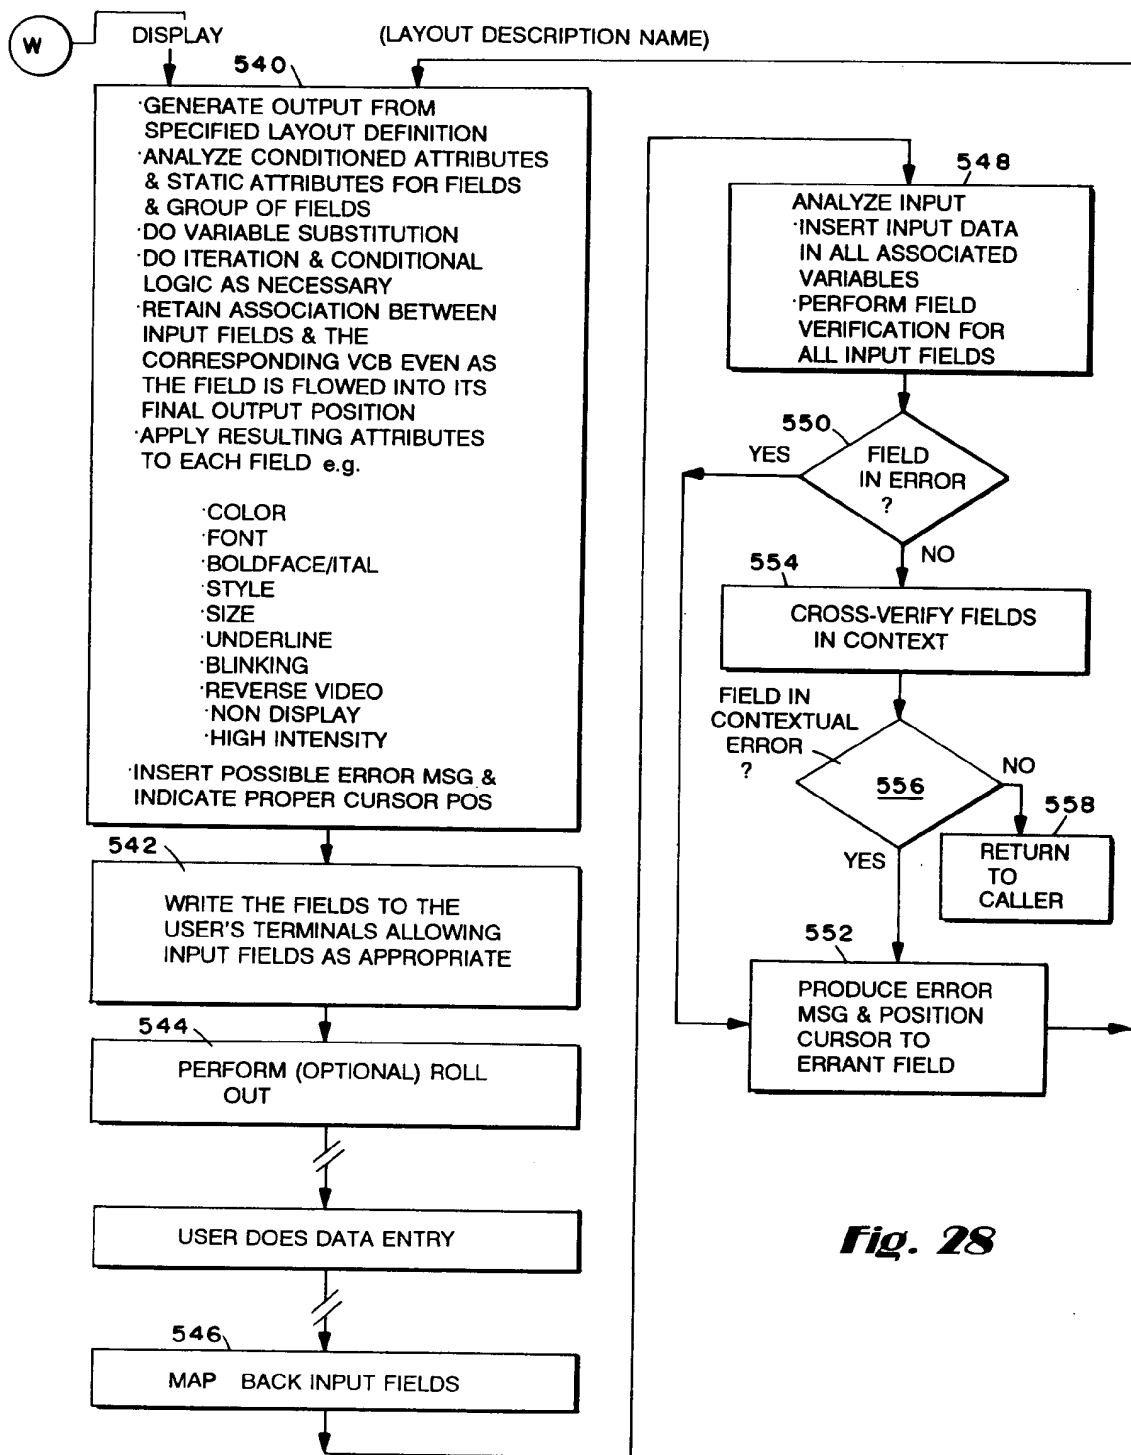 W
DISPLAY
(LAYOUT DESCRIPTION NAME)
540
·GENERATE OUTPUT FROM
SPECIFIED LAYOUT DEFINITION
·ANALYZE CONDITIONED ATTRIBUTES
& STATIC ATTRIBUTES FOR FIELDS
& GROUP OF FIELDS
·DO VARIABLE SUBSTITUTION
·DO ITERATION & CONDITIONAL
LOGIC AS NECESSARY
·RETAIN ASSOCIATION BETWEEN
INPUT FIELDS & THE
CORRESPONDING VCB EVEN AS
THE FIELD IS FLOWED INTO ITS
FINAL OUTPUT POSITION
·APPLY RESULTING ATTRIBUTES
TO EACH FIELD e.g.
·COLOR
·FONT
·BOLDFACE/ITAL
·STYLE
·SIZE
·UNDERLINE
·BLINKING
·REVERSE VIDEO
·NON DISPLAY
·HIGH INTENSITY
·INSERT POSSIBLE ERROR MSG &
INDICATE PROPER CURSOR POS
542
WRITE THE FIELDS TO THE
USER'S TERMINALS ALLOWING
INPUT FIELDS AS APPROPRIATE
544
PERFORM (OPTIONAL) ROLL
OUT
USER DOES DATA ENTRY
546
MAP BACK INPUT FIELDS
548
ANALYZE INPUT
·INSERT INPUT DATA
IN ALL ASSOCIATED
VARIABLES
·PERFORM FIELD
VERIFICATION FOR
ALL INPUT FIELDS
550
YES
FIELD
IN ERROR
?
NO
554
CROSS-VERIFY FIELDS
IN CONTEXT
FIELD IN
CONTEXTUAL
ERROR
?
556
NO
YES
558
RETURN
TO
CALLER
552
PRODUCE ERROR
MSG & POSITION
CURSOR TO
ERRANT FIELD
Fig. 28